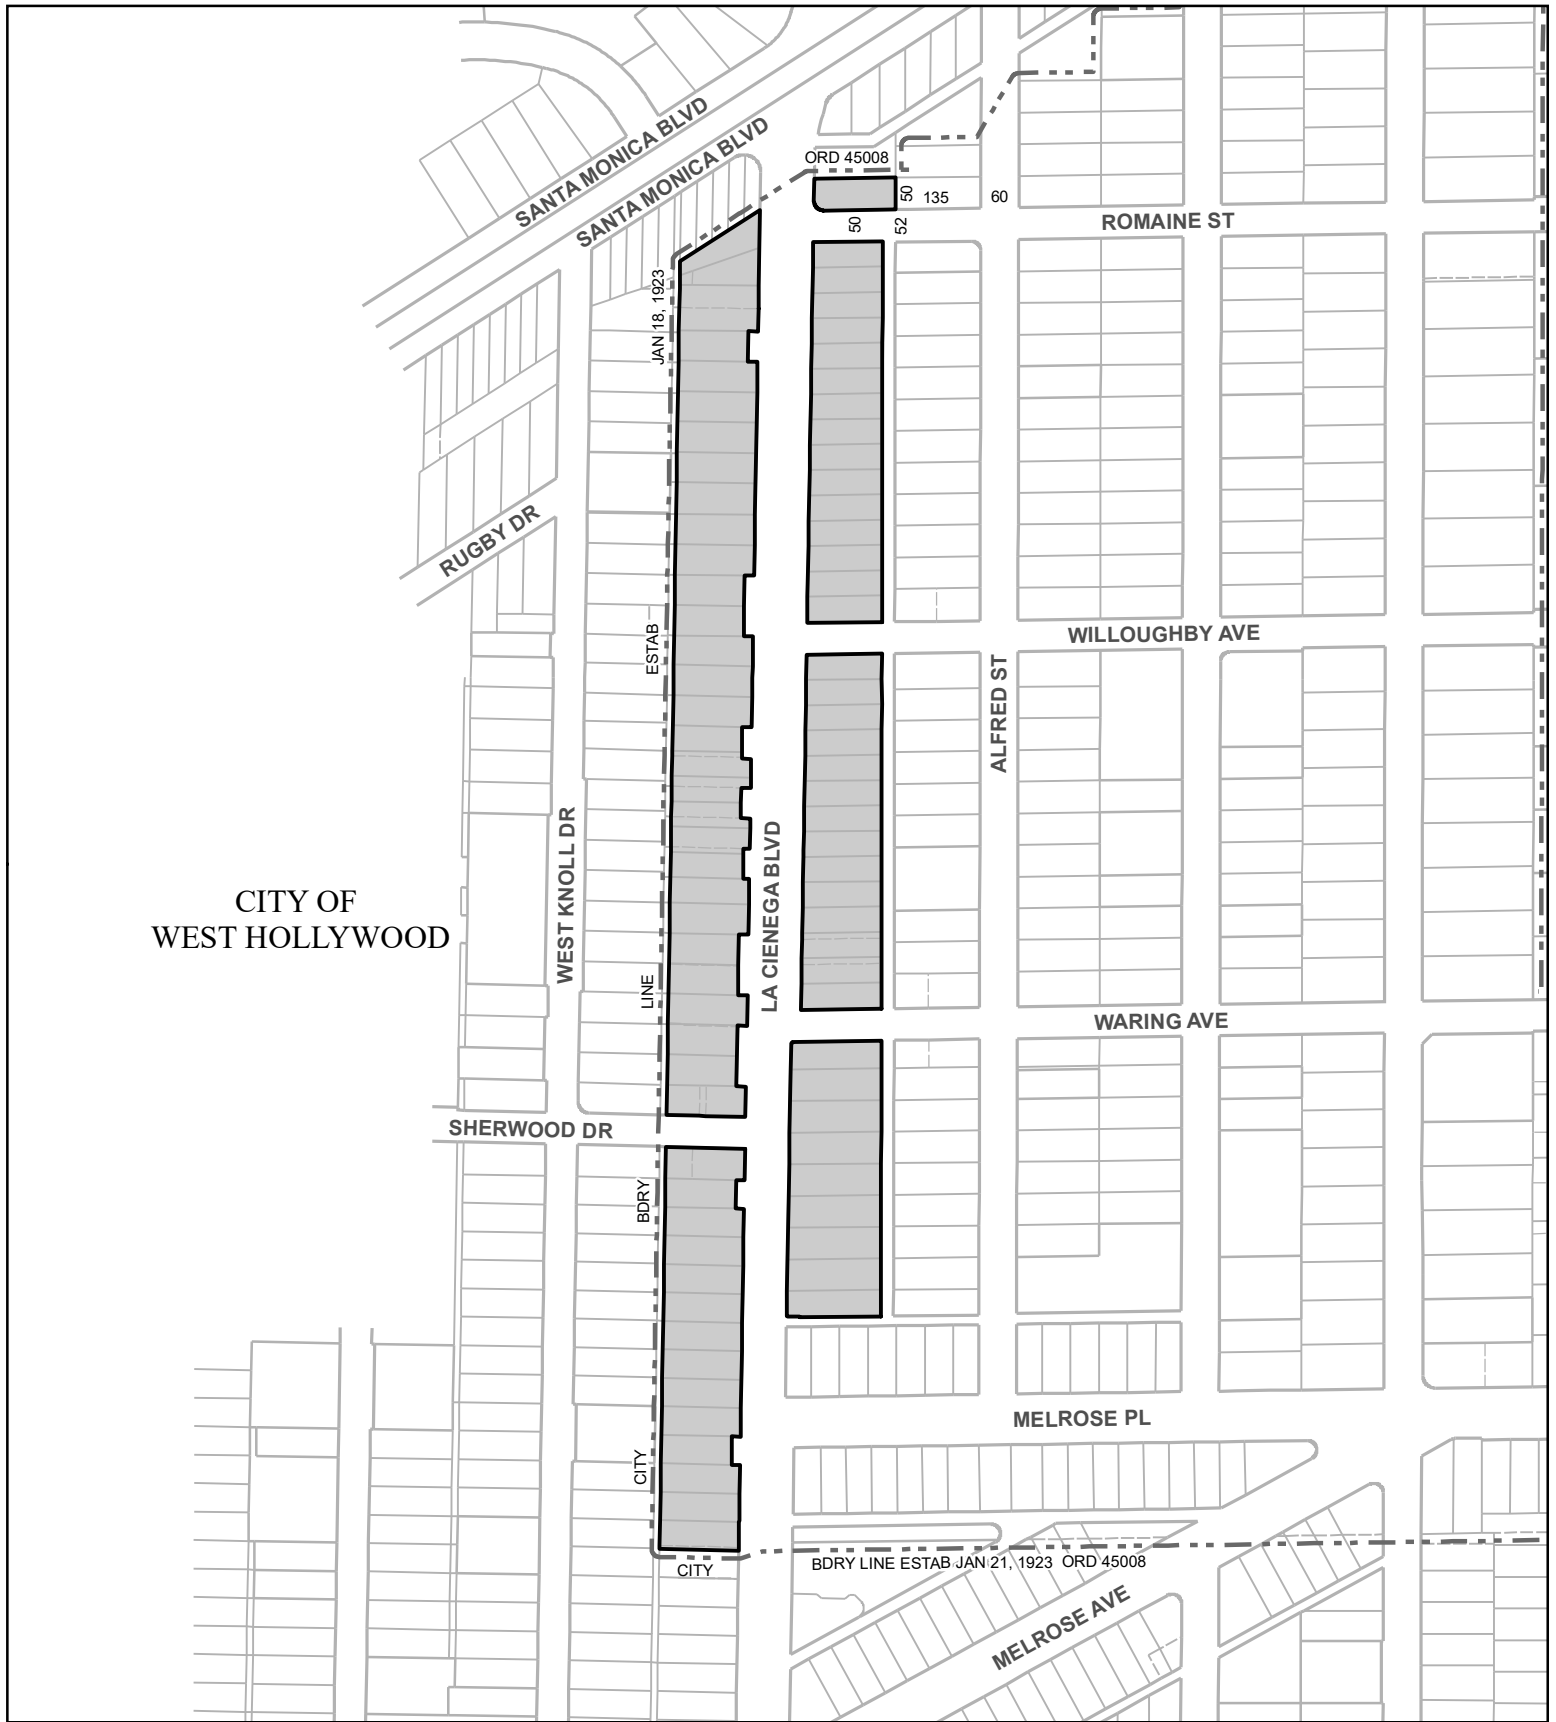 SANTA MONICA BLVD
SANTA MONICA BLVD
ORD 45008
50
135
60
50
52
ROMAINE ST
JAN 18, 1923
RUGBY DR
ESTAB
WILLOUGHBY AVE
ALFRED ST
WEST KNOLL DR
LA CIENEGA BLVD
CITY OF
WEST HOLLYWOOD
LINE
WARING AVE
SHERWOOD DR
BDRY
MELROSE PL
CITY
CITY
BDRY LINE ESTAB JAN 21, 1923 ORD 45008
MELROSE AVE